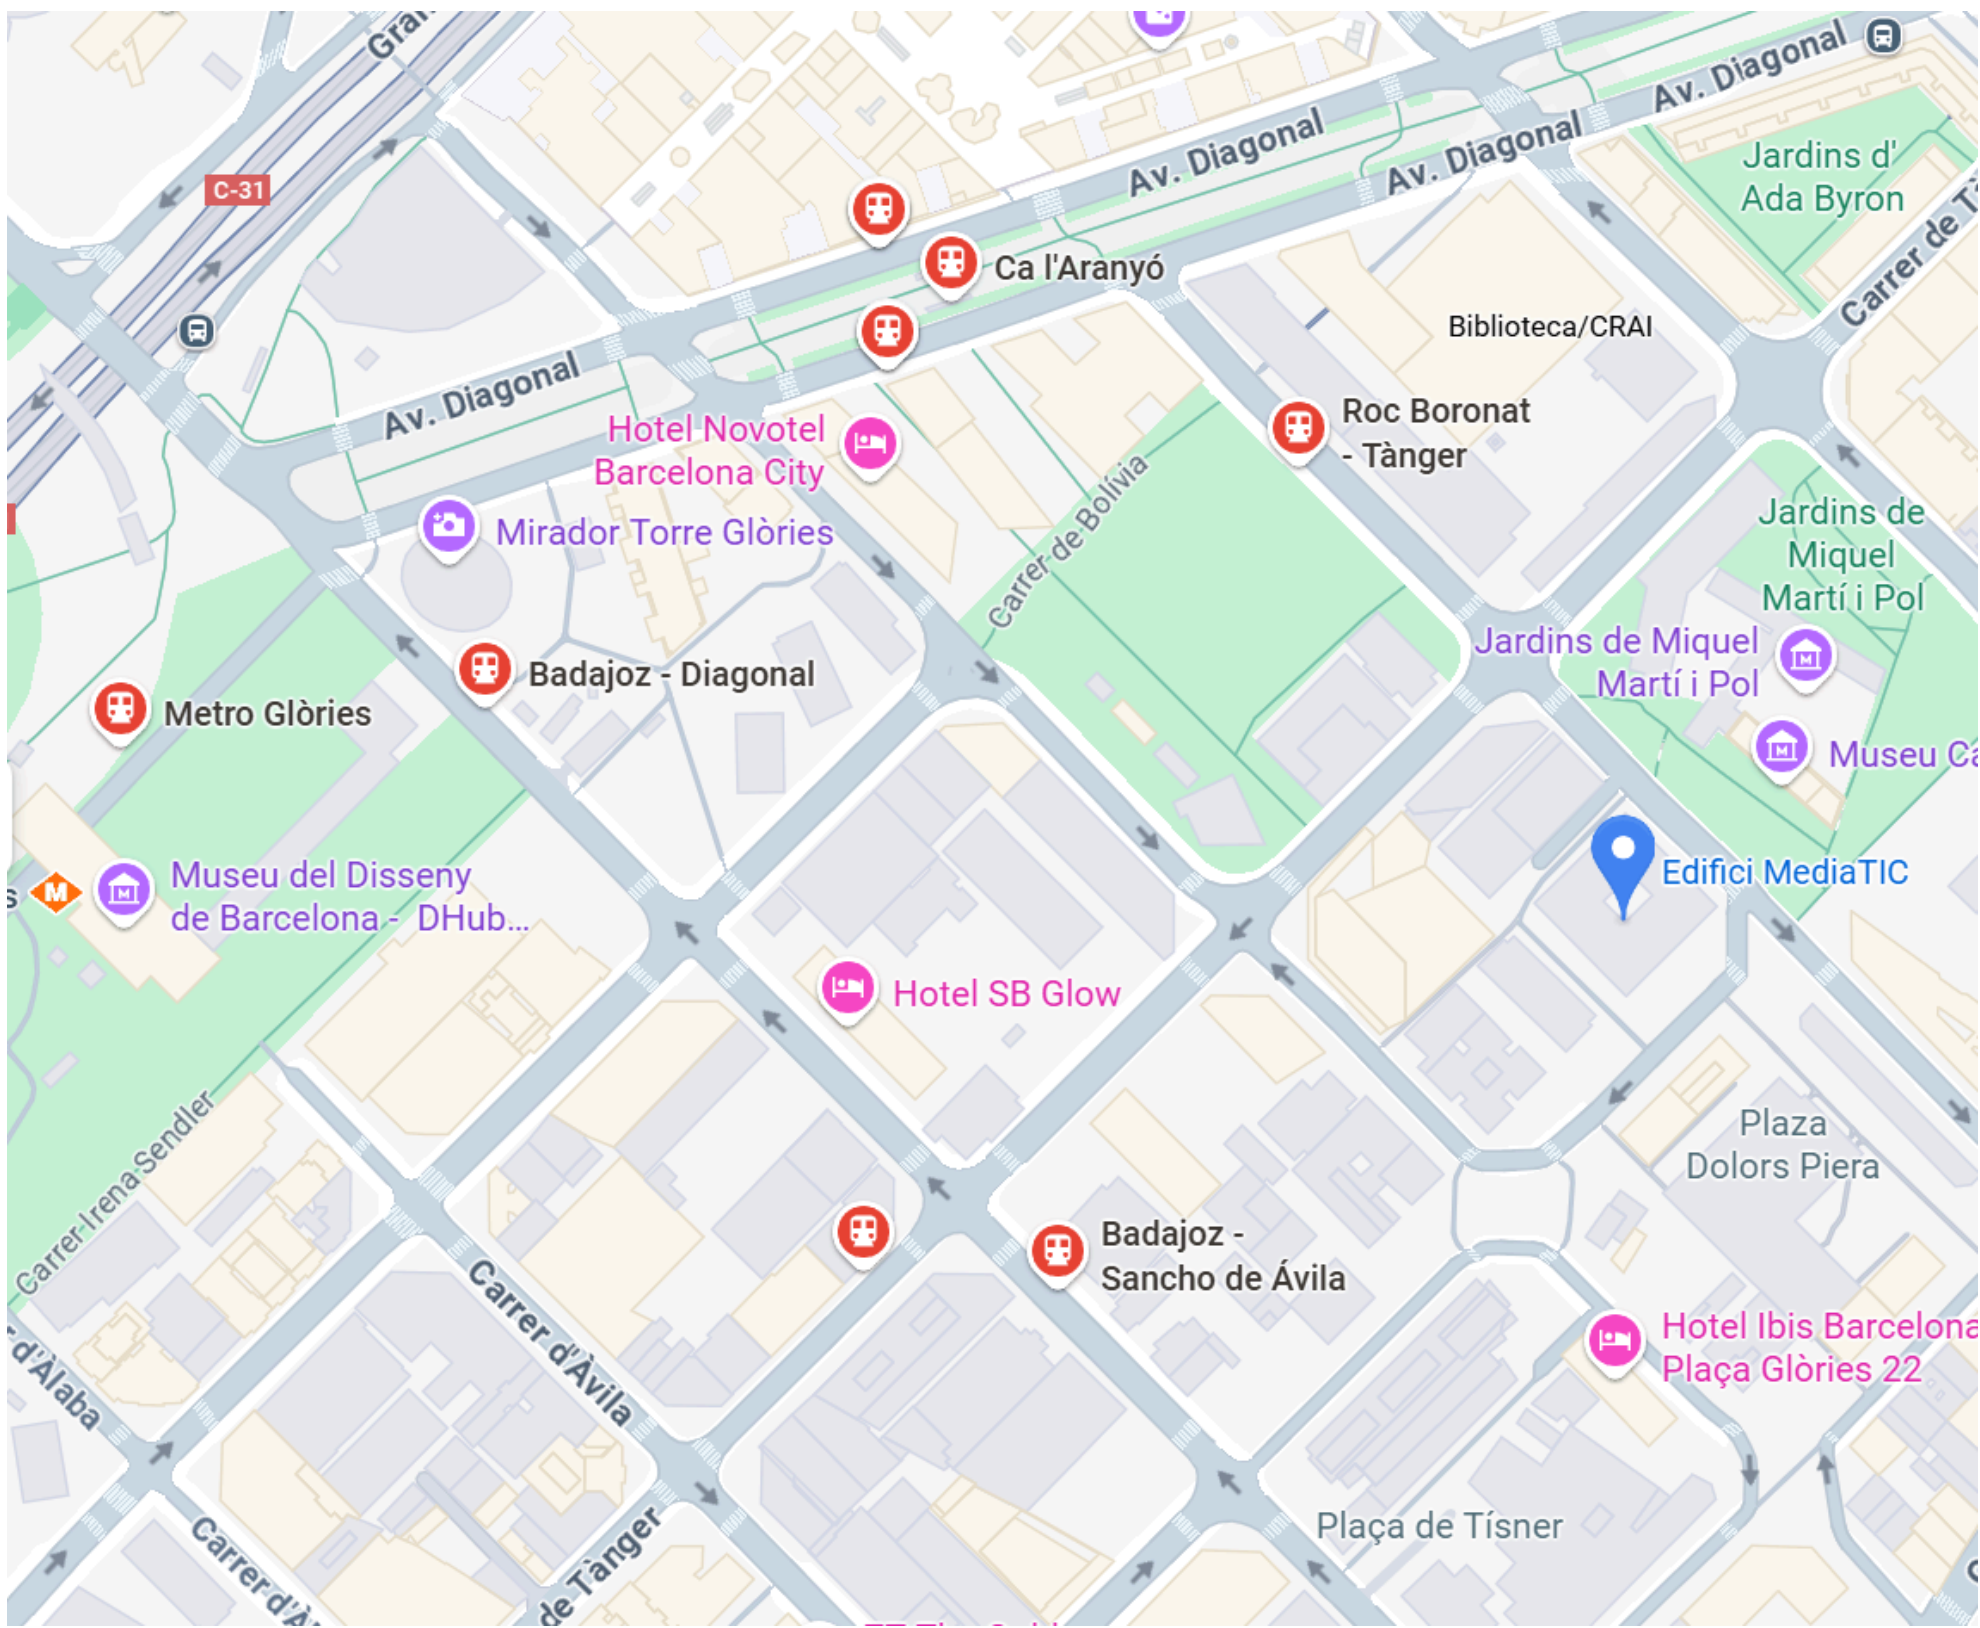 Gran
C-31
Av. Diagonal
Av. Diagonal
Av. Diagonal
Av. Diagonal
Jardins d'
Ada Byron
Carrer de Tà
Ca l'Aranyó
Biblioteca/CRAI
Roc Boronat
- Tànger
Hotel Novotel
Barcelona City
Mirador Torre Glòries
Carrer de Bolívia
Jardins de
Miquel
Martí i Pol
Jardins de Miquel
Martí i Pol
Museu Ca
Badajoz - Diagonal
Metro Glòries
M
s
Museu del Disseny
de Barcelona - DHub...
Edifici MediaTIC
Hotel SB Glow
Plaza
Dolors Piera
Carrer Irena Sendler
Badajoz -
Sancho de Ávila
Carrer d'Àvila
Hotel Ibis Barcelona
Plaça Glòries 22
r d'Àlaba
Plaça de Tísner
Carrer d'À
de Tànger